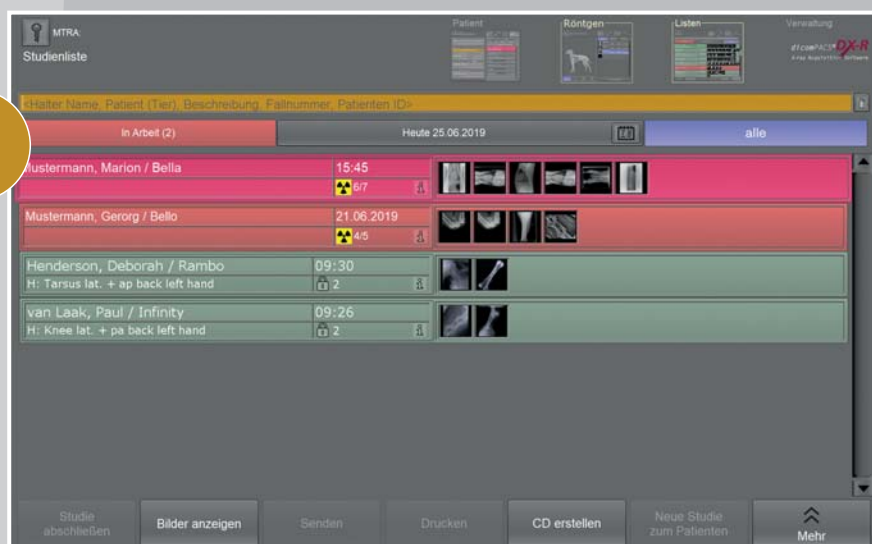 MTRA:
Studienliste
Patient
Röntgen
Listen
Verwaltung
dicomPACS® DX-R
<Halter Name, Patient (Tier), Beschreibung, Fallnummer, Patienten ID>
In Arbeit (2)
Heute 25.06.2019
alle
Mustermann, Marion / Bella
15:45
6/7
Mustermann, Gerorg / Bello
21.06.2019
4/5
Henderson, Deborah / Rambo
09:30
H: Tarsus lat. + ap back left hand
2
van Laak, Paul / Infinity
09:26
H: Knee lat. + pa back left hand
2
Studie
abschließen
Bilder anzeigen
Senden
Drucken
CD erstellen
Neue Studie
zum Patienten
Mehr